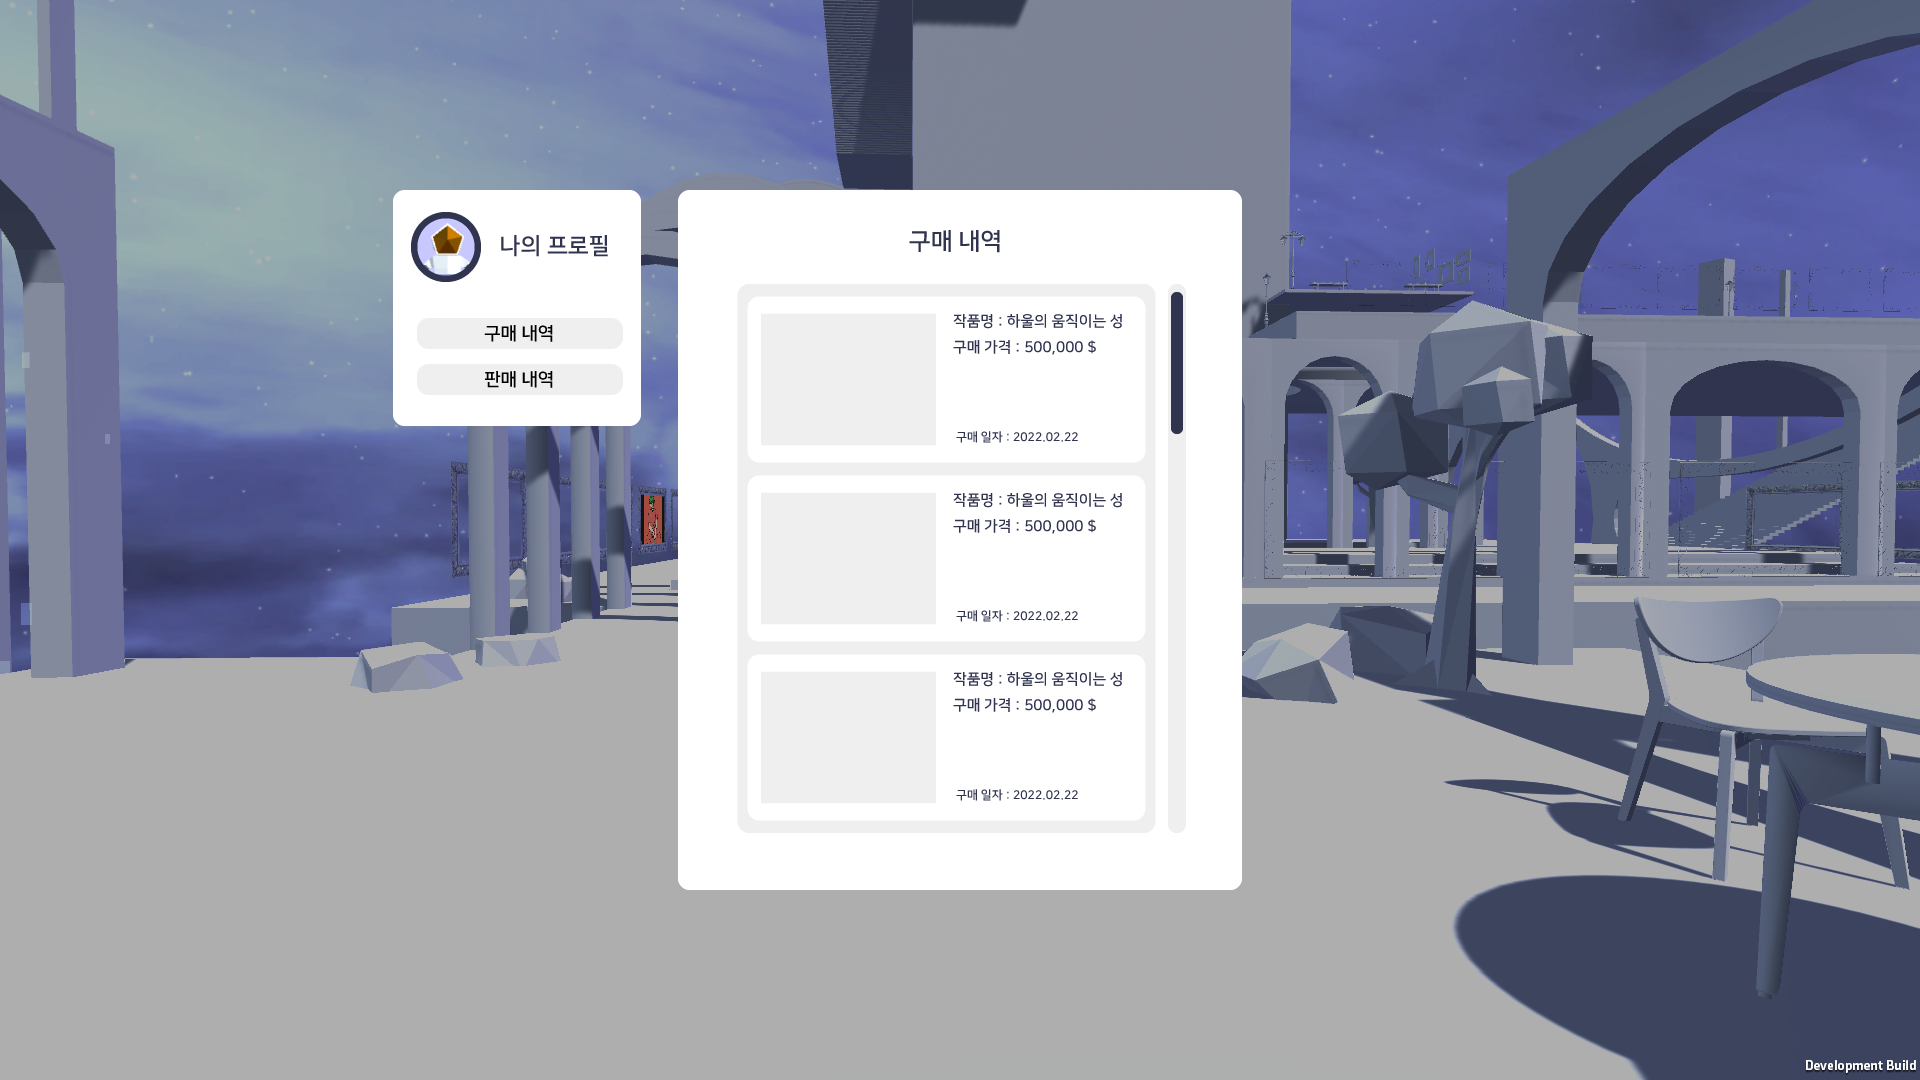 나의 프로필
구매 내역
판매 내역
구매 내역
작품명 : 하울의 움직이는 성
구매 가격 : 500,000 $
구매 일자 : 2022.02.22
작품명 : 하울의 움직이는 성
구매 가격 : 500,000 $
구매 일자 : 2022.02.22
작품명 : 하울의 움직이는 성
구매 가격 : 500,000 $
구매 일자 : 2022.02.22
Development Build